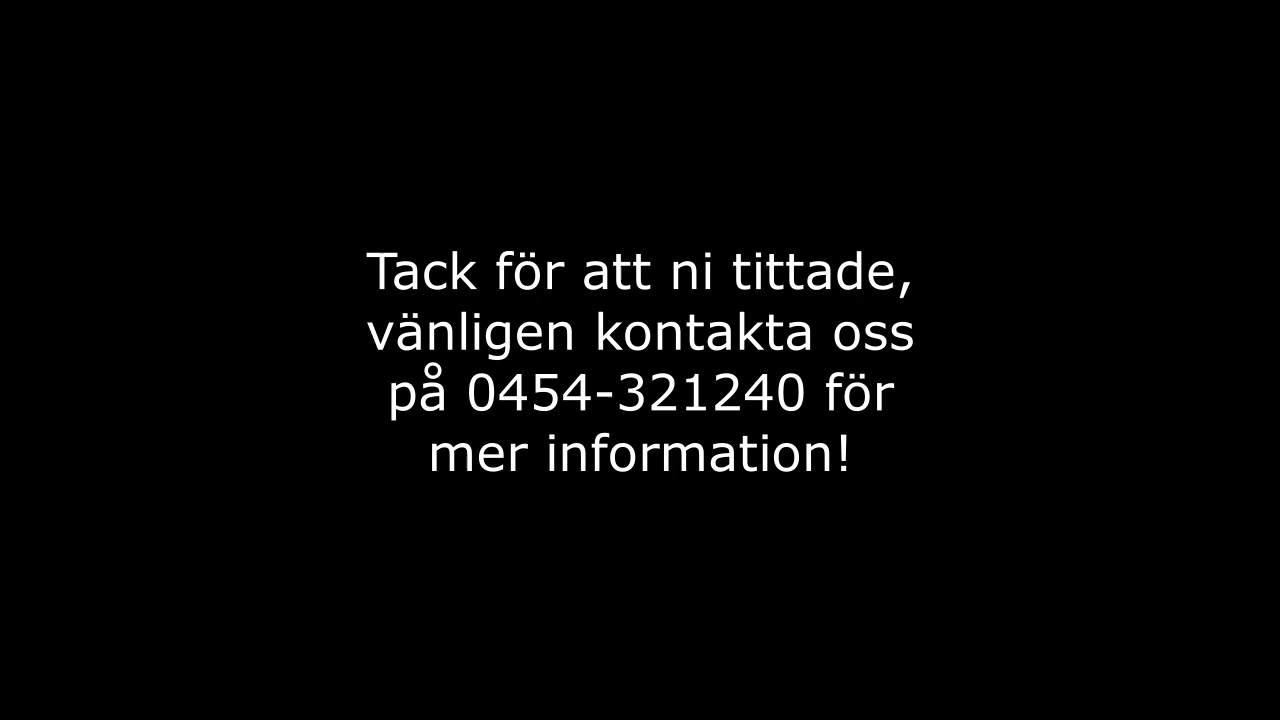 Tack för att ni tittade,
vänligen kontakta oss
på 0454-321240 för
mer information!